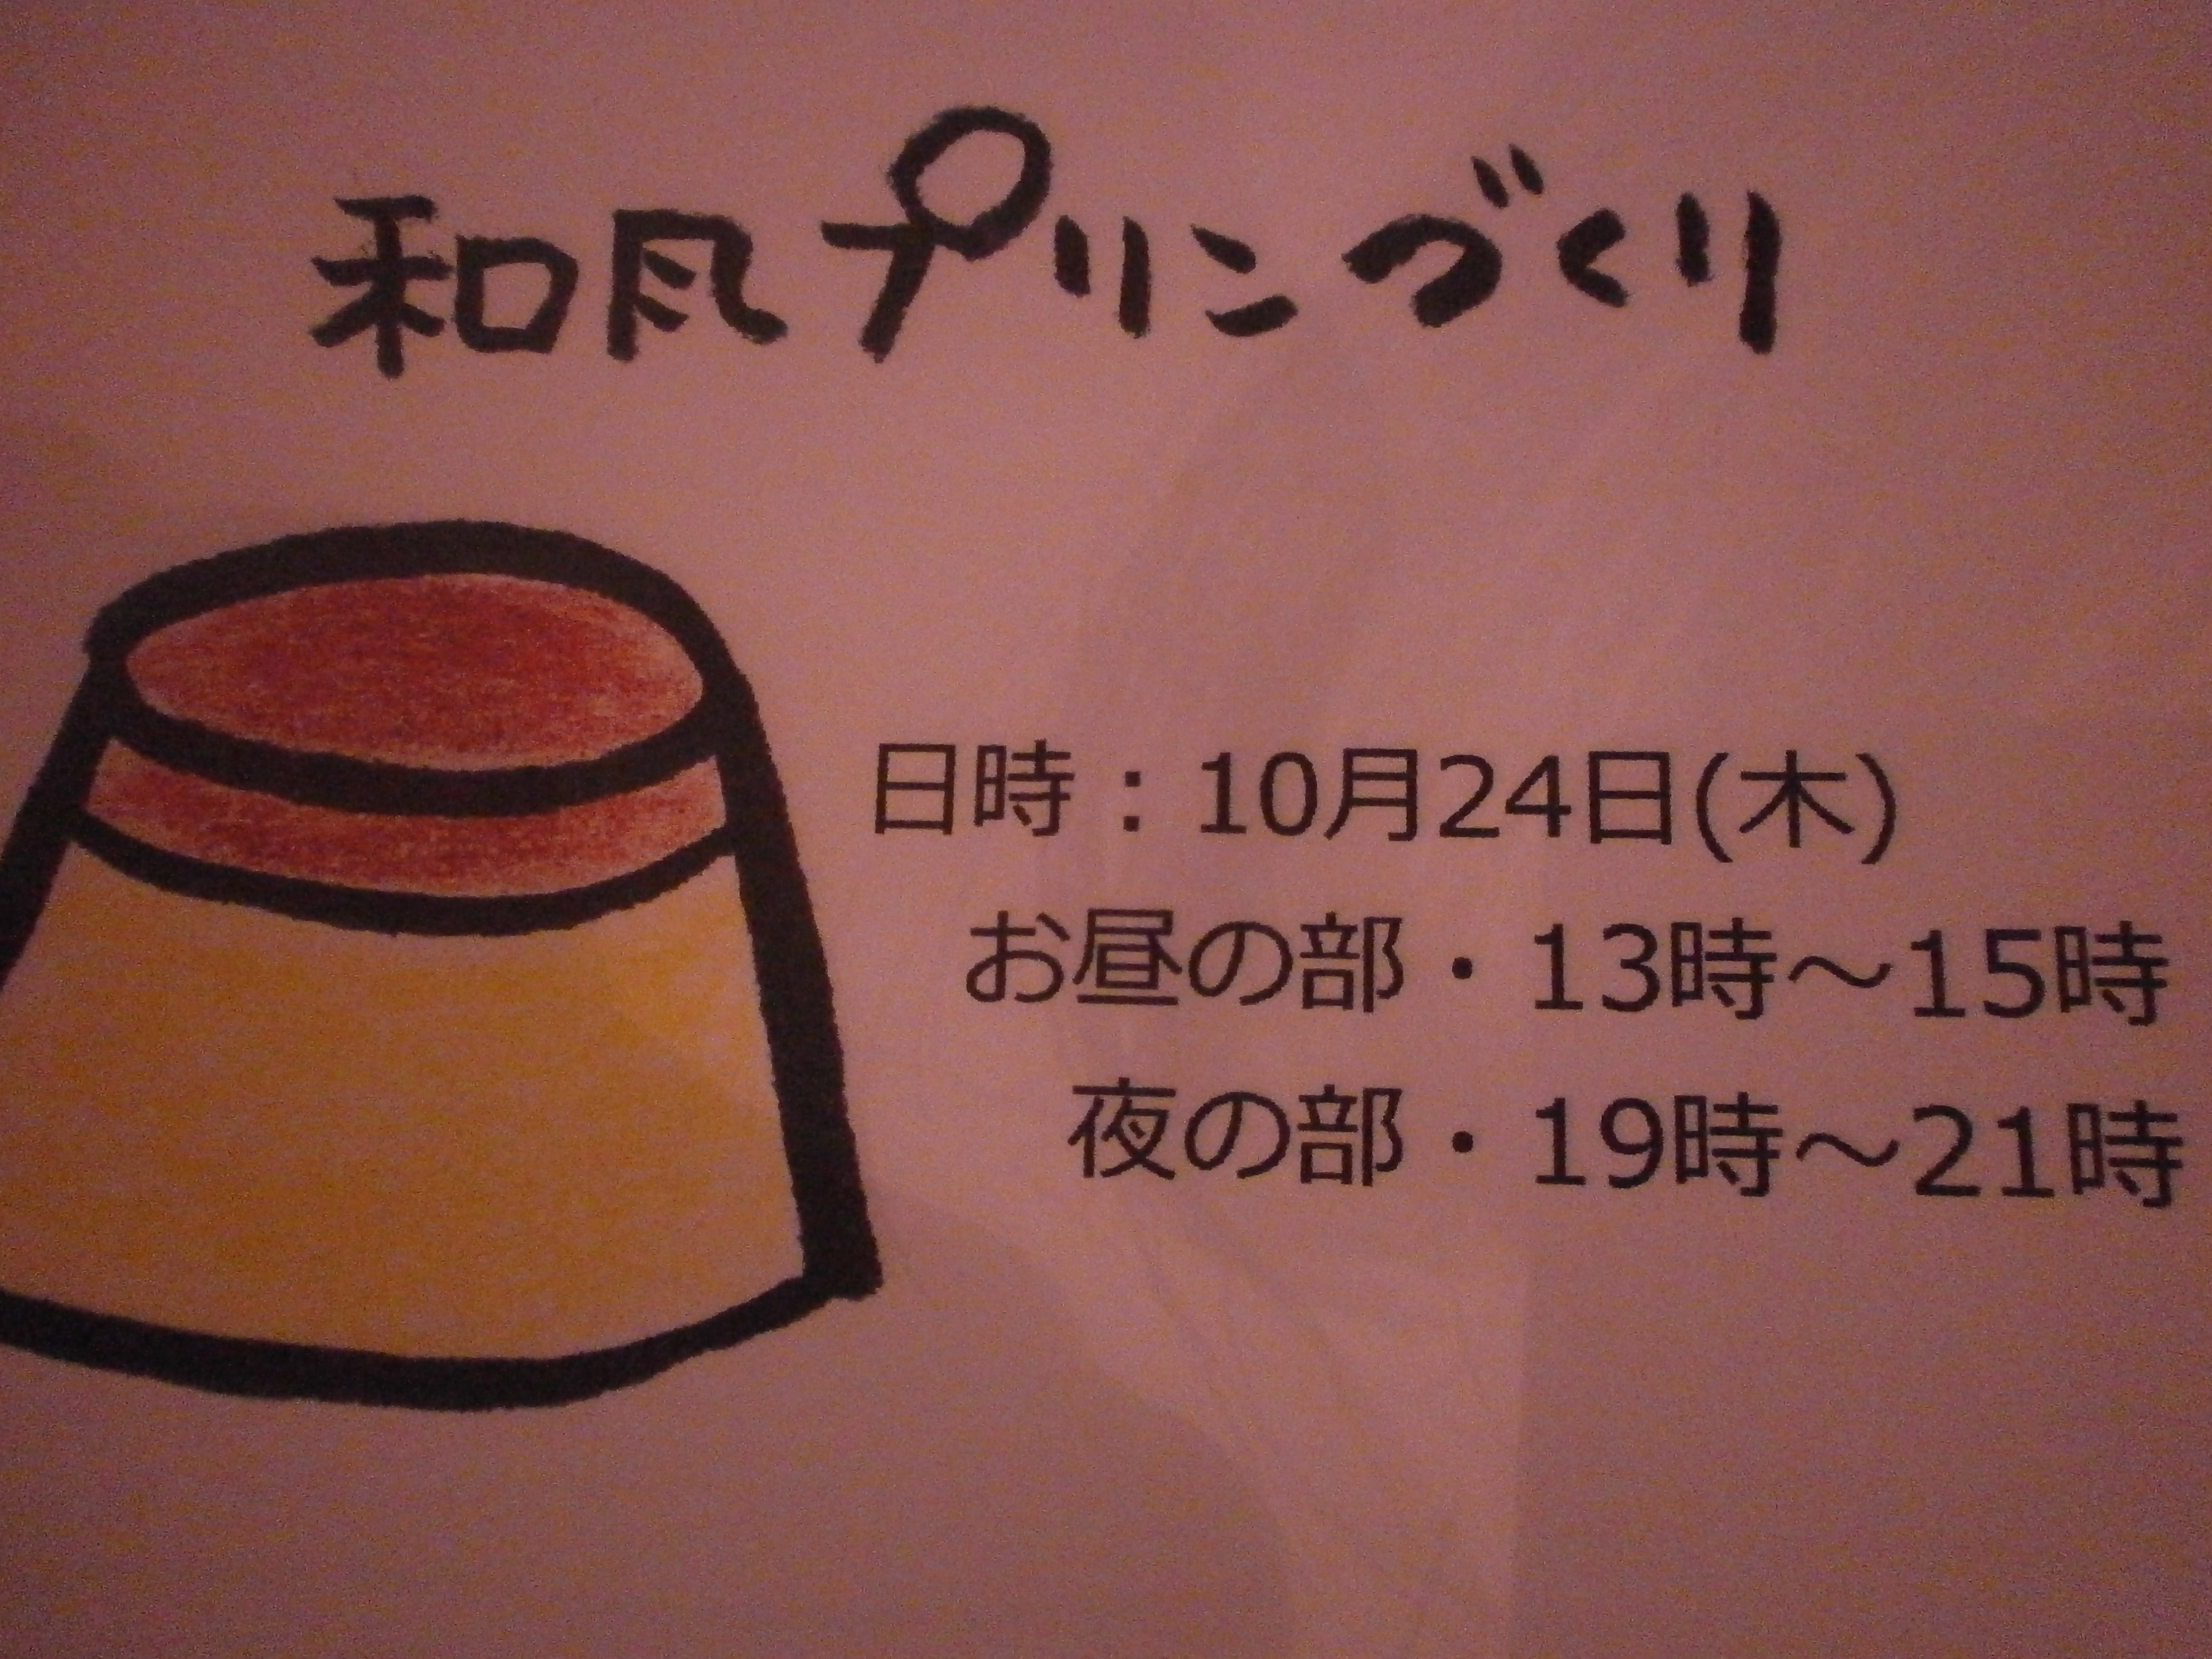 和風プリンづくり
日時：10月24日(木)
お昼の部・13時～15時
夜の部・19時～21時